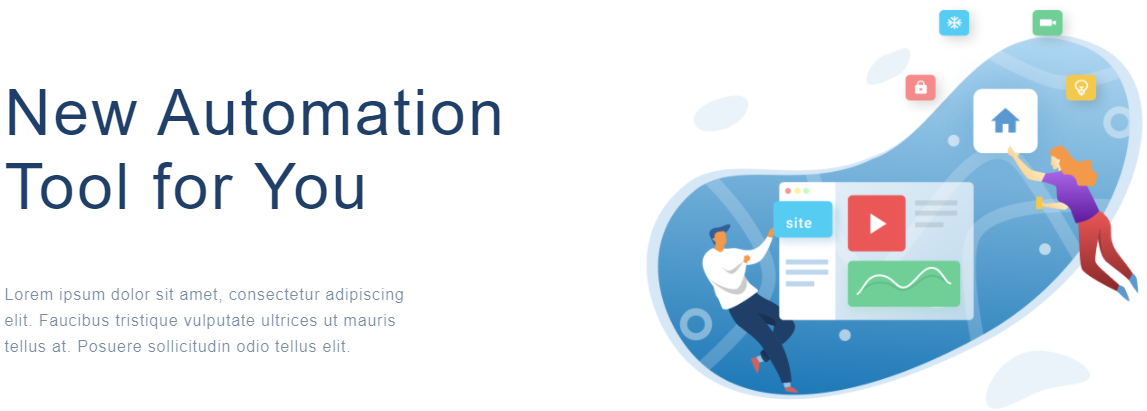 New Automation
Tool for You
Lorem ipsum dolor sit amet, consectetur adipiscing
elit. Faucibus tristique vulputate ultrices ut mauris
tellus at. Posuere sollicitudin odio tellus elit.
site